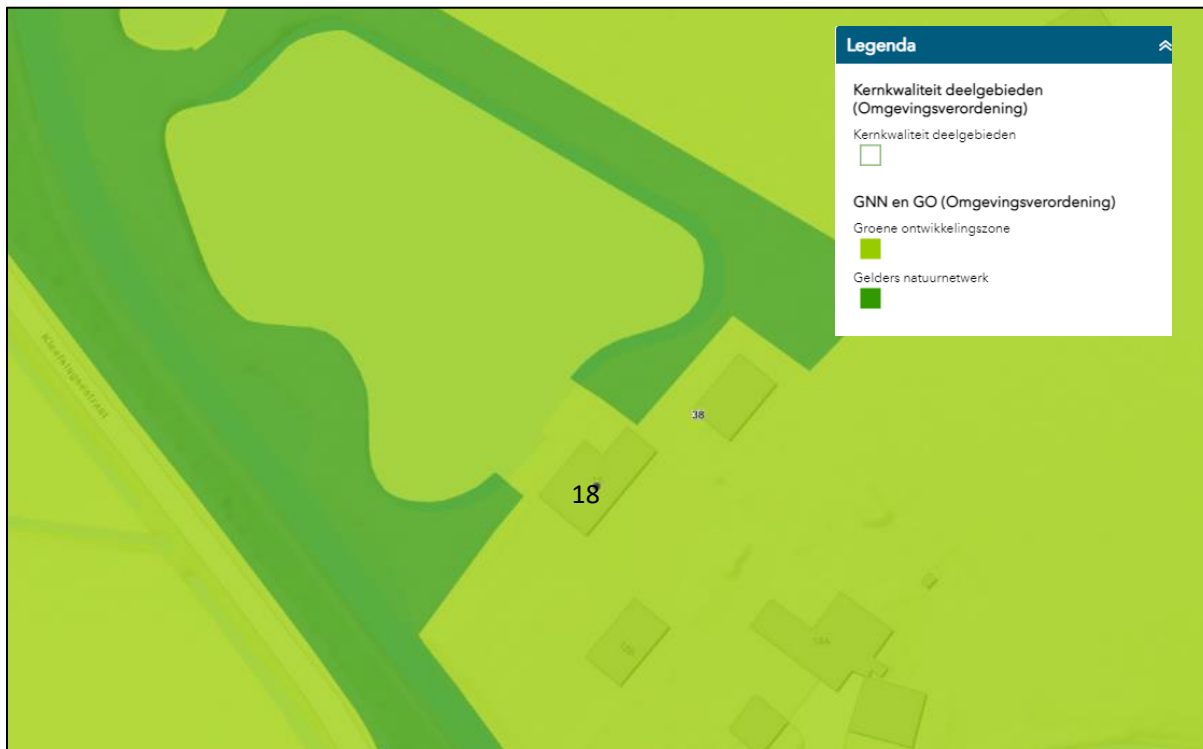 Legenda
Kernkwaliteit deelgebieden
(Omgevingsverordening)
Kernkwaliteit deelgebieden
GNN en GO (Omgevingsverordening)
Groene ontwikkelingszone
Gelders natuurnetwerk
38
18